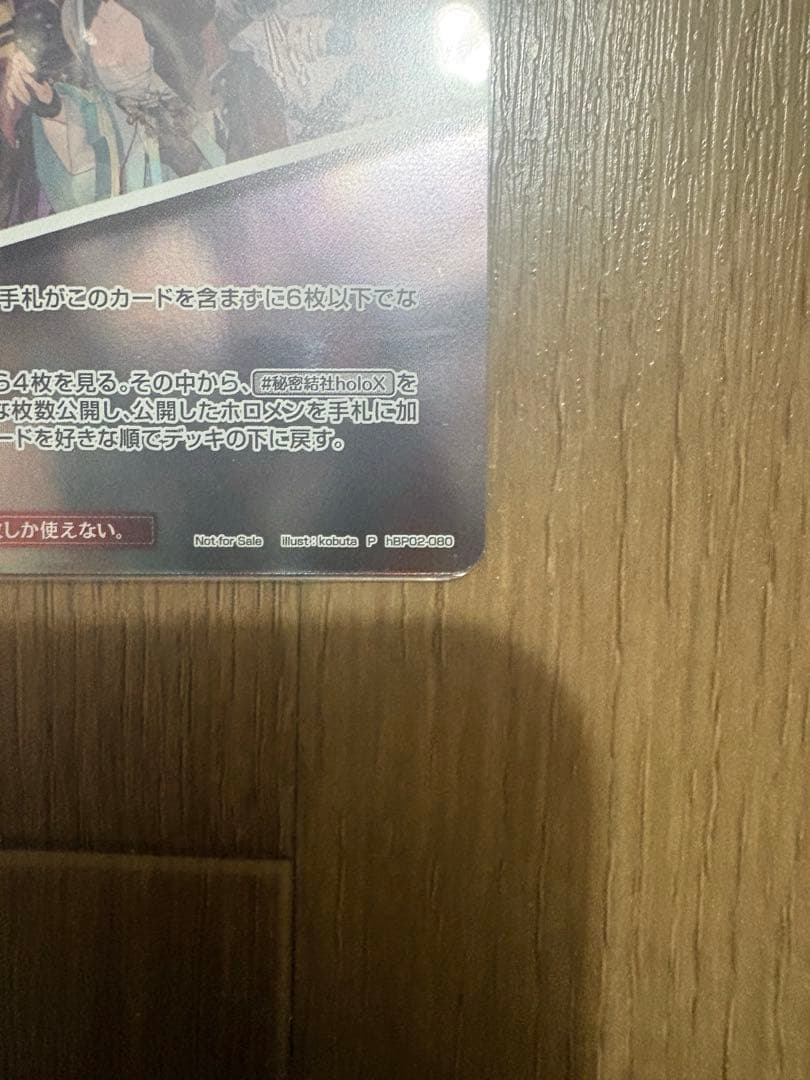 手札がこのカードを含まずに6枚以下でな
4枚を見る。その中から、#秘密結社holoXを
な枚数公開し、公開したホロメンを手札に加
ードを好きな順でデッキの下に戻す。
しか使えない。
Not for Sale illust:kobuta P hBP02-080